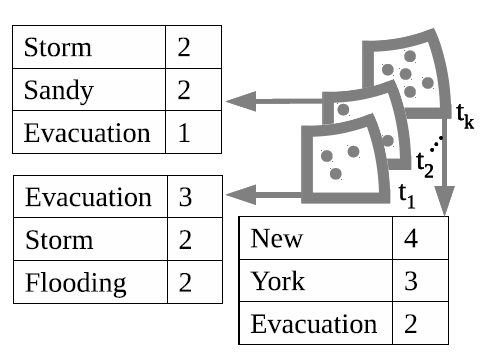 Storm 2
Sandy 2
Evacuation 1
tk
t2
t1
Evacuation 3
Storm 2
Flooding 2
New 4
York 3
Evacuation 2